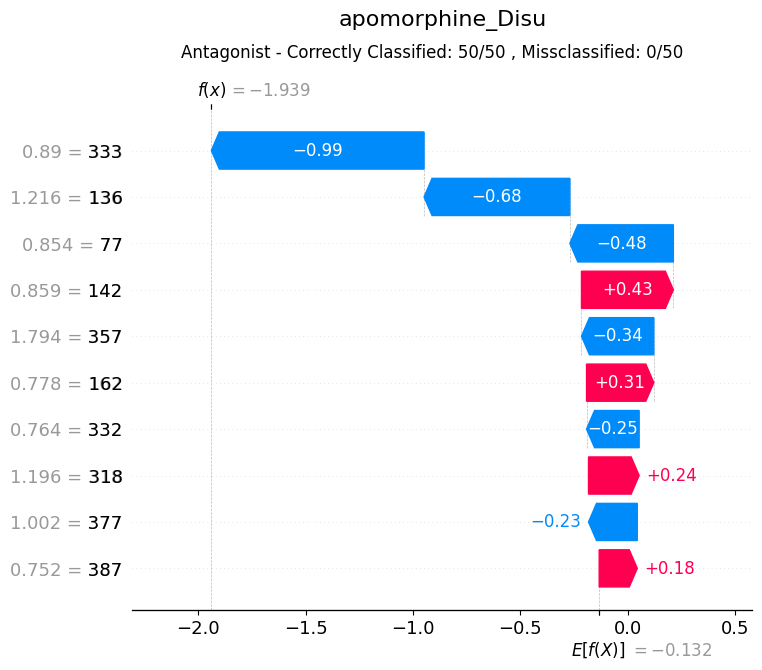 apomorphine_Disu
Antagonist - Correctly Classified: 50/50 , Missclassified: 0/50
f(x) = −1.939
0.89 = 333 −0.99
1.216 = 136 −0.68
0.854 = 77 −0.48
0.859 = 142 +0.43
1.794 = 357 −0.34
0.778 = 162 +0.31
0.764 = 332 −0.25
1.196 = 318 +0.24
1.002 = 377 −0.23
0.752 = 387 +0.18
−2.0 −1.5 −1.0 −0.5 0.0 0.5
E[f(X)] = −0.132